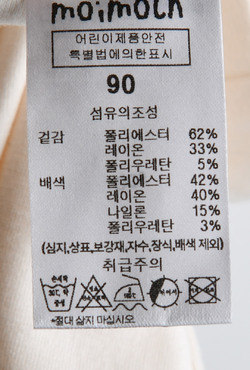 moimoln
어린이제품안전
특별법에의한표시
90
섬유의조성
겉감 폴리에스터 62%
레이온 33%
폴리우레탄 5%
배색 폴리에스터 42%
레이온 40%
나일론 15%
폴리우레탄 3%
(심지,상표,보강재,자수,장식,배색 제외)
취급주의
*절대 삶지 마십시오